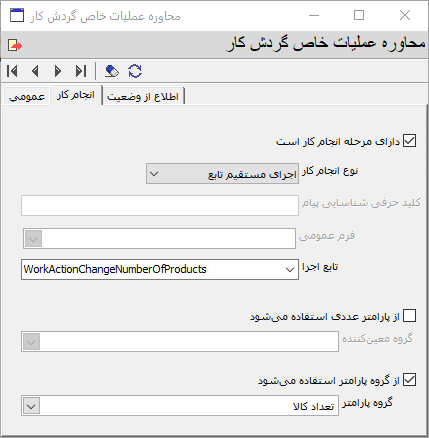 محاوره عملیات خاص گردش کار
محاوره عملیات خاص گردش کار
عمومی انجام کار اطلاع از وضعیت
دارای مرحله انجام کار است
نوع انجام کار اجرای مستقیم تابع
کلید حرفی شناسایی پیام
فرم عمومی
تابع اجرا WorkActionChangeNumberOfProducts
از پارامتر عددی استفاده می‌شود
گروه معین‌کننده
از گروه پارامتر استفاده می‌شود
گروه پارامتر تعداد کالا